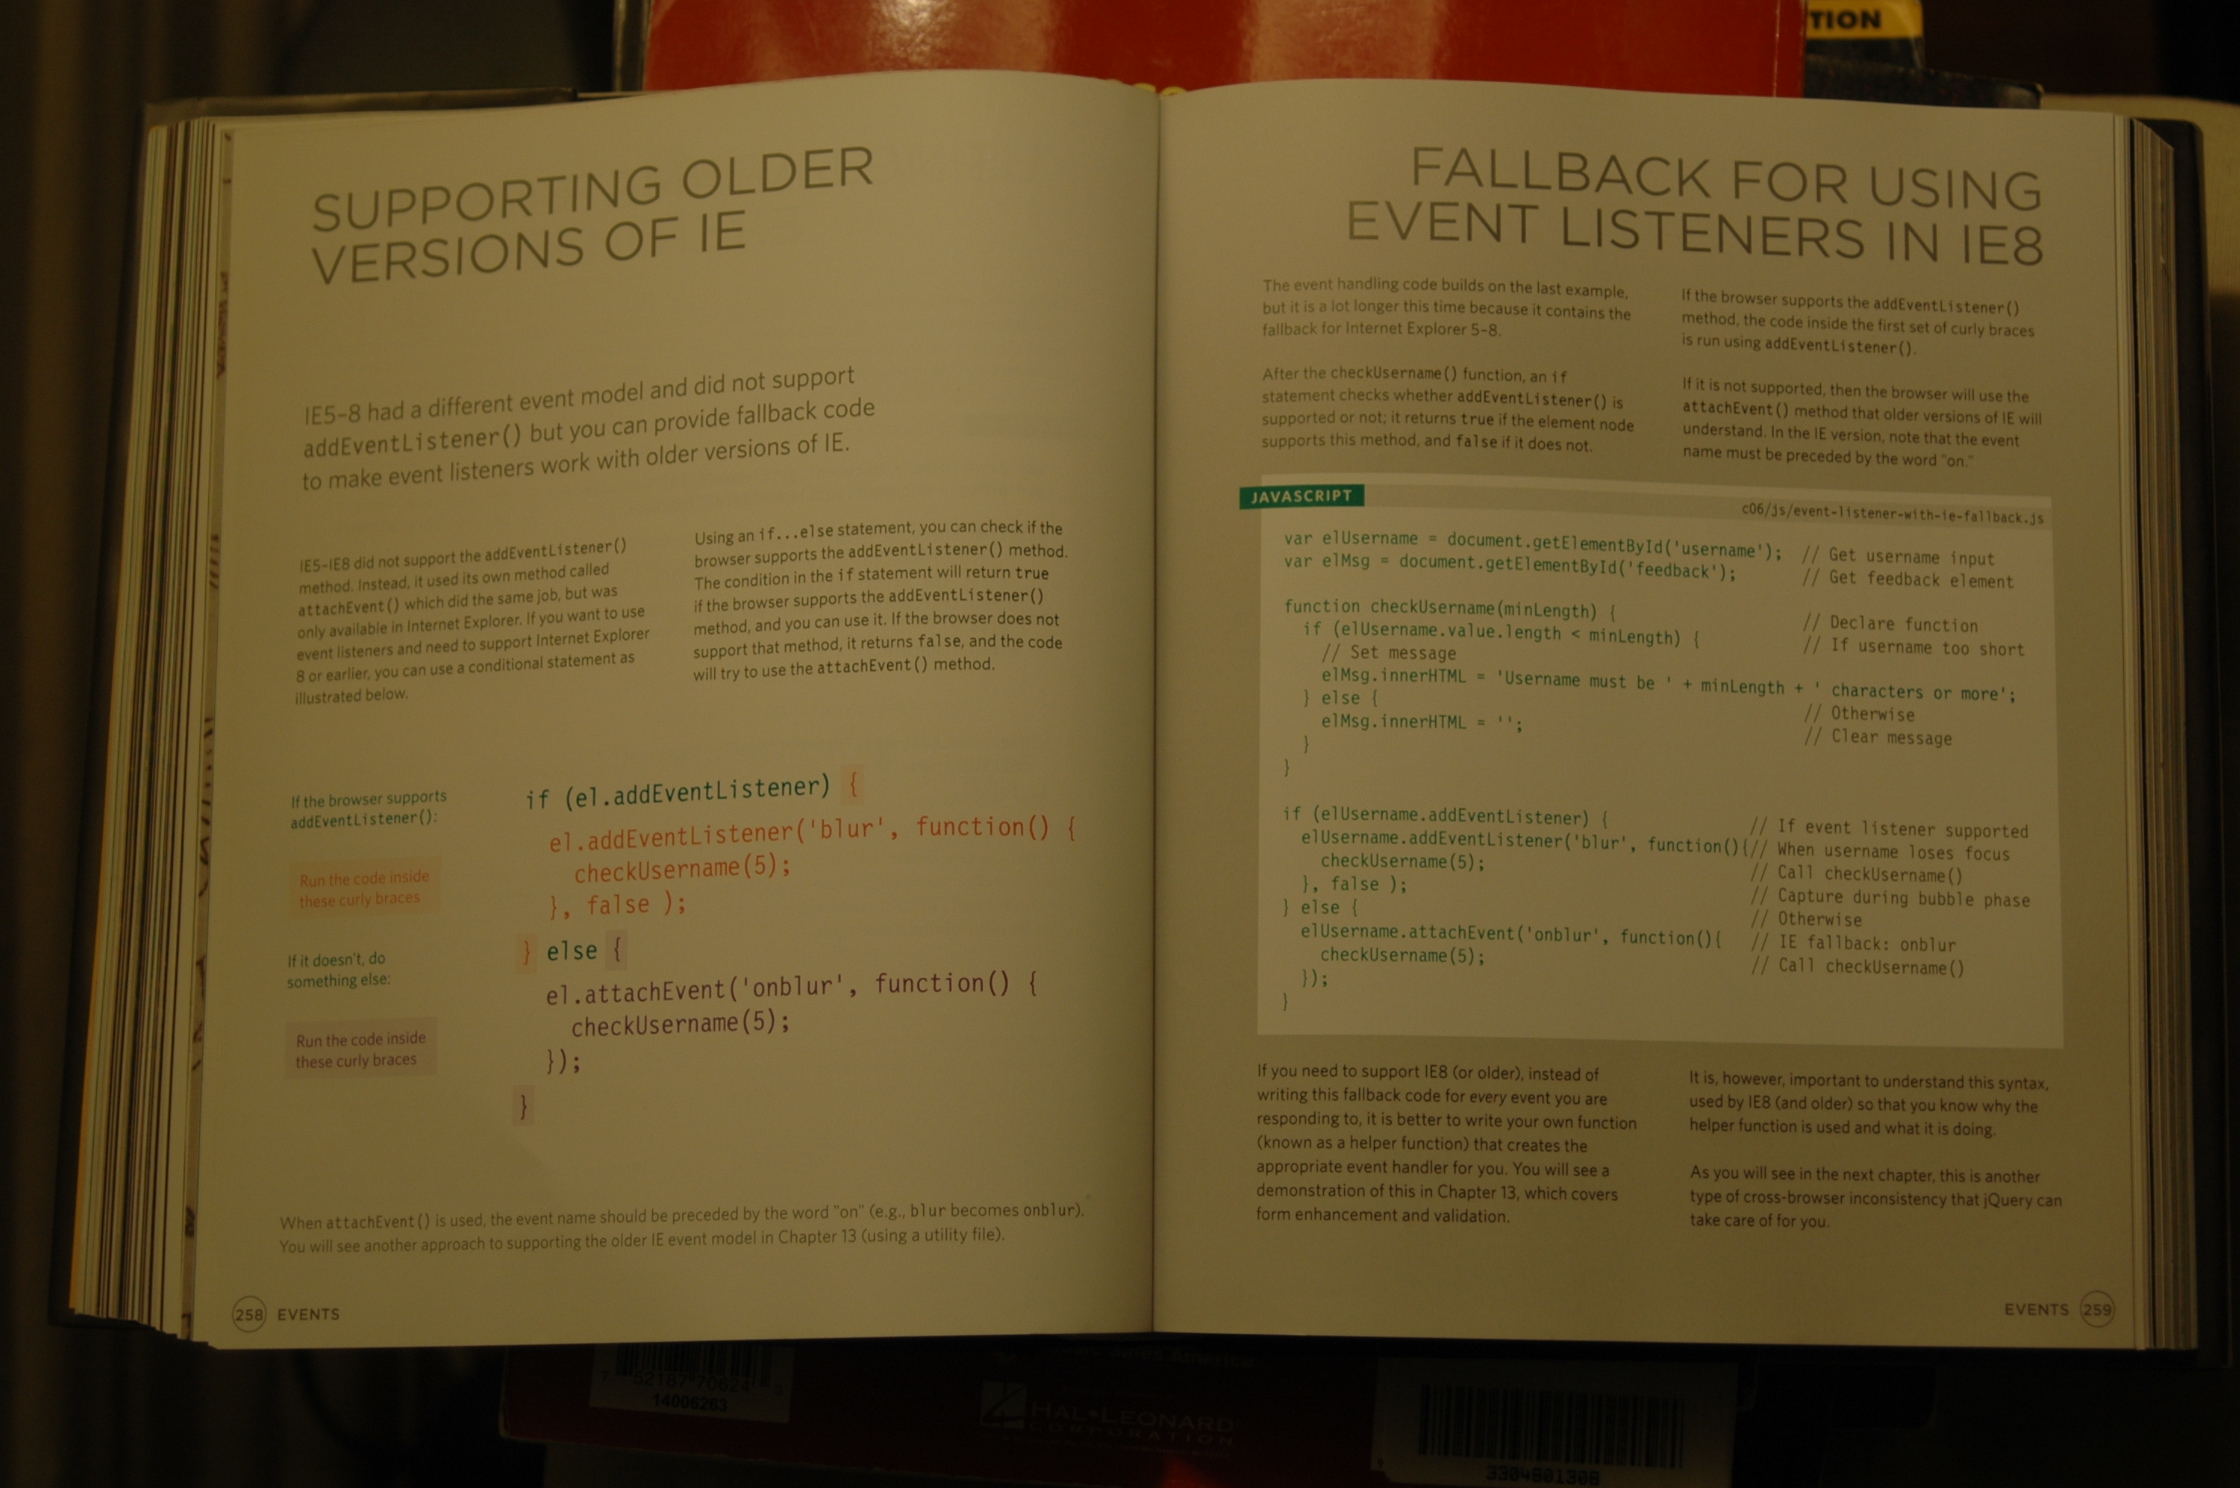 TION
SUPPORTING OLDER
VERSIONS OF IE
IE5–8 had a different event model and did not support
addEventListener() but you can provide fallback code
to make event listeners work with older versions of IE.
IE5–IE8 did not support the addEventListener()
method. Instead, it used its own method called
attachEvent() which did the same job, but was
only available in Internet Explorer. If you want to use
event listeners and need to support Internet Explorer
8 or earlier, you can use a conditional statement as
illustrated below.
Using an if...else statement, you can check if the
browser supports the addEventListener() method.
The condition in the if statement will return true
if the browser supports the addEventListener()
method, and you can use it. If the browser does not
support that method, it returns false, and the code
will try to use the attachEvent() method.
If the browser supports
addEventListener():
Run the code inside
these curly braces
If it doesn't, do
something else:
Run the code inside
these curly braces
if (el.addEventListener) {
el.addEventListener('blur', function() {
checkUsername(5);
}, false );
} else {
el.attachEvent('onblur', function() {
checkUsername(5);
});
}
When attachEvent() is used, the event name should be preceded by the word "on" (e.g., blur becomes onblur).
You will see another approach to supporting the older IE event model in Chapter 13 (using a utility file).
258 EVENTS
FALLBACK FOR USING
EVENT LISTENERS IN IE8
The event handling code builds on the last example,
but it is a lot longer this time because it contains the
fallback for Internet Explorer 5–8.
After the checkUsername() function, an if
statement checks whether addEventListener() is
supported or not; it returns true if the element node
supports this method, and false if it does not.
If the browser supports the addEventListener()
method, the code inside the first set of curly braces
is run using addEventListener().
If it is not supported, then the browser will use the
attachEvent() method that older versions of IE will
understand. In the IE version, note that the event
name must be preceded by the word "on."
JAVASCRIPT
c06/js/event-listener-with-ie-fallback.js
var elUsername = document.getElementById('username'); // Get username input
var elMsg = document.getElementById('feedback'); // Get feedback element
function checkUsername(minLength) { // Declare function
if (elUsername.value.length < minLength) { // If username too short
// Set message
elMsg.innerHTML = 'Username must be ' + minLength + ' characters or more';
} else { // Otherwise
elMsg.innerHTML = ''; // Clear message
}
}
if (elUsername.addEventListener) { // If event listener supported
elUsername.addEventListener('blur', function(){ // When username loses focus
checkUsername(5); // Call checkUsername()
}, false ); // Capture during bubble phase
} else { // Otherwise
elUsername.attachEvent('onblur', function(){ // IE fallback: onblur
checkUsername(5); // Call checkUsername()
});
}
If you need to support IE8 (or older), instead of
writing this fallback code for every event you are
responding to, it is better to write your own function
(known as a helper function) that creates the
appropriate event handler for you. You will see a
demonstration of this in Chapter 13, which covers
form enhancement and validation.
It is, however, important to understand this syntax,
used by IE8 (and older) so that you know why the
helper function is used and what it is doing.
As you will see in the next chapter, this is another
type of cross-browser inconsistency that jQuery can
take care of for you.
EVENTS 259
7 52187 70624 3
14006263
HAL•LEONARD
CORPORATION
3304801308